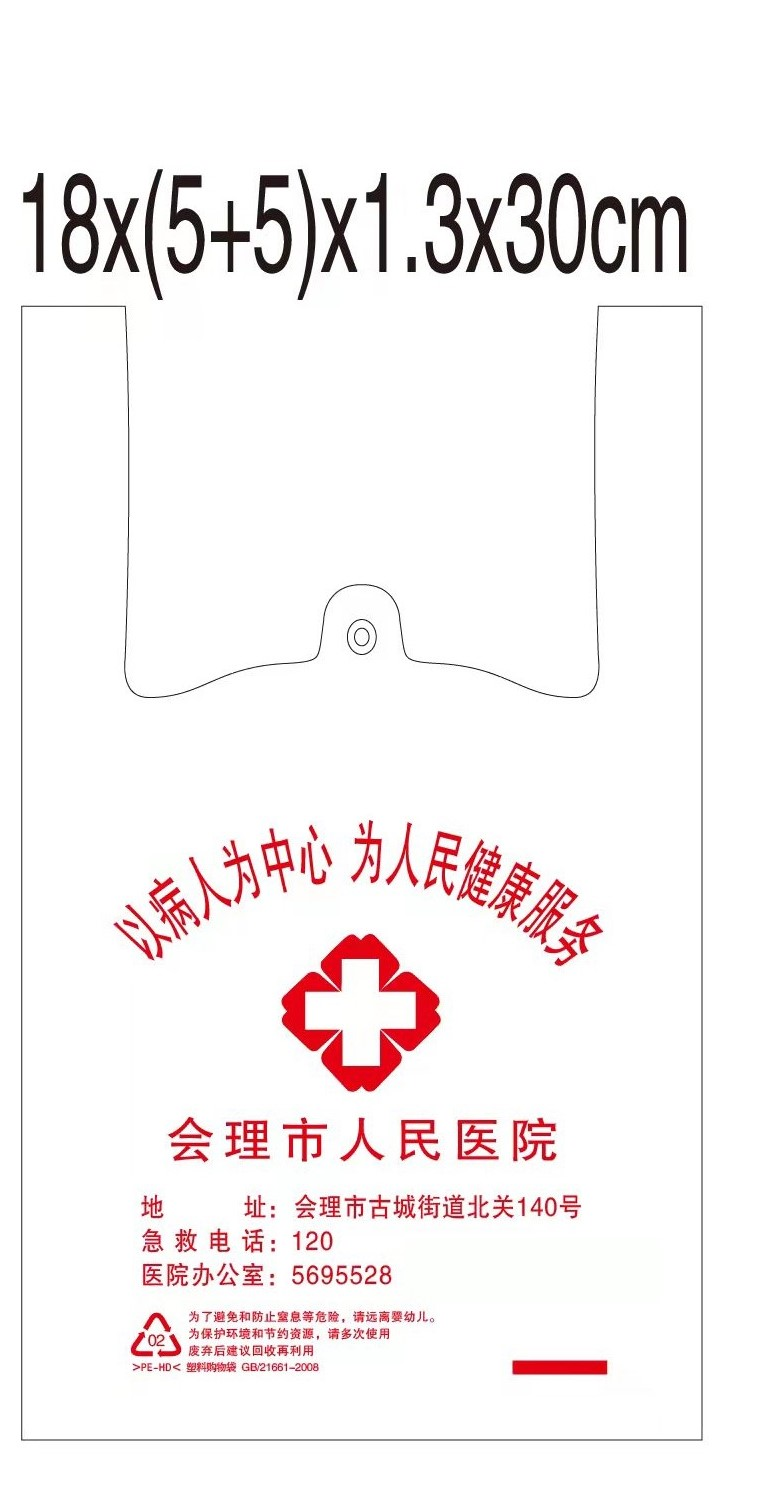 18x(5+5)x1.3x30cm
以病人为中心 为人民健康服务
会理市人民医院
地 址：会理市古城街道北关140号
急救电话：120
医院办公室：5695528
为了避免和防止窒息等危险，请远离婴幼儿。
为保护环境和节约资源，请多次使用
02
废弃后建议回收再利用
>PE-HD< 塑料购物袋 GB/21661-2008